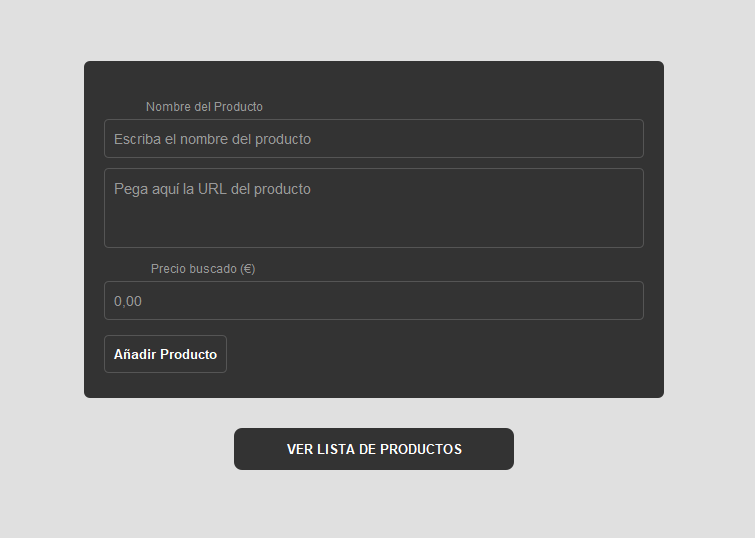 Nombre del Producto
Escriba el nombre del producto
Pega aquí la URL del producto
Precio buscado (€)
0,00
Añadir Producto
VER LISTA DE PRODUCTOS